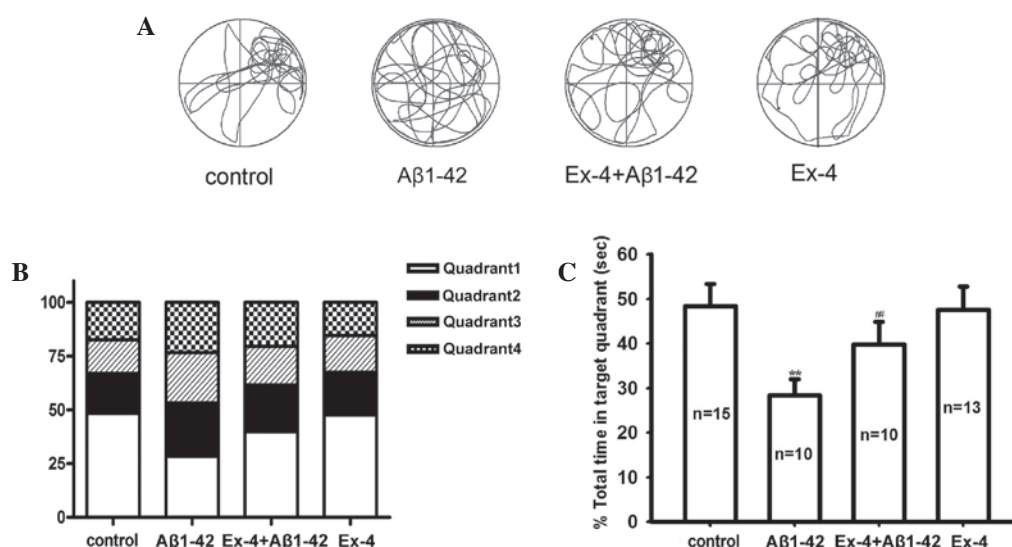 A
control
Aβ1-42
Ex-4+Aβ1-42
Ex-4
B
Quadrant1
Quadrant2
Quadrant3
Quadrant4
100
75
50
25
0
control
Aβ1-42
Ex-4+Aβ1-42
Ex-4
C
% Total time in target quadrant (sec)
60
50
40
30
20
10
0
n=15
**
n=10
##
n=10
n=13
control
Aβ1-42
Ex-4+Aβ1-42
Ex-4